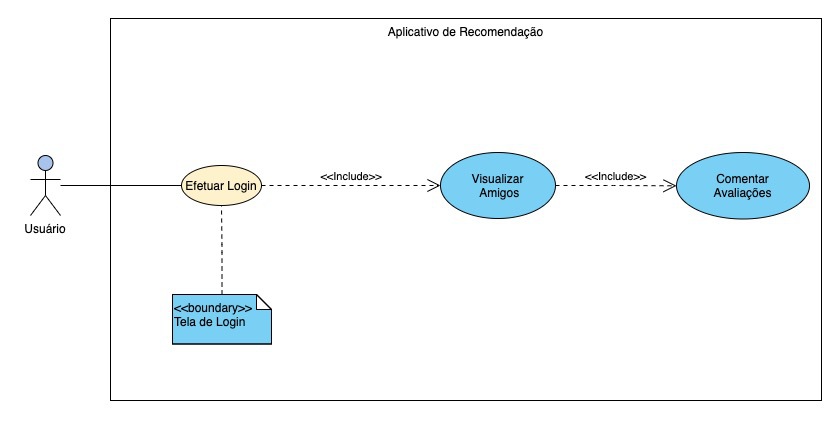 Aplicativo de Recomendação
Usuário
Efetuar Login
<<Include>>
Visualizar
Amigos
<<Include>>
Comentar
Avaliações
<<boundary>>
Tela de Login